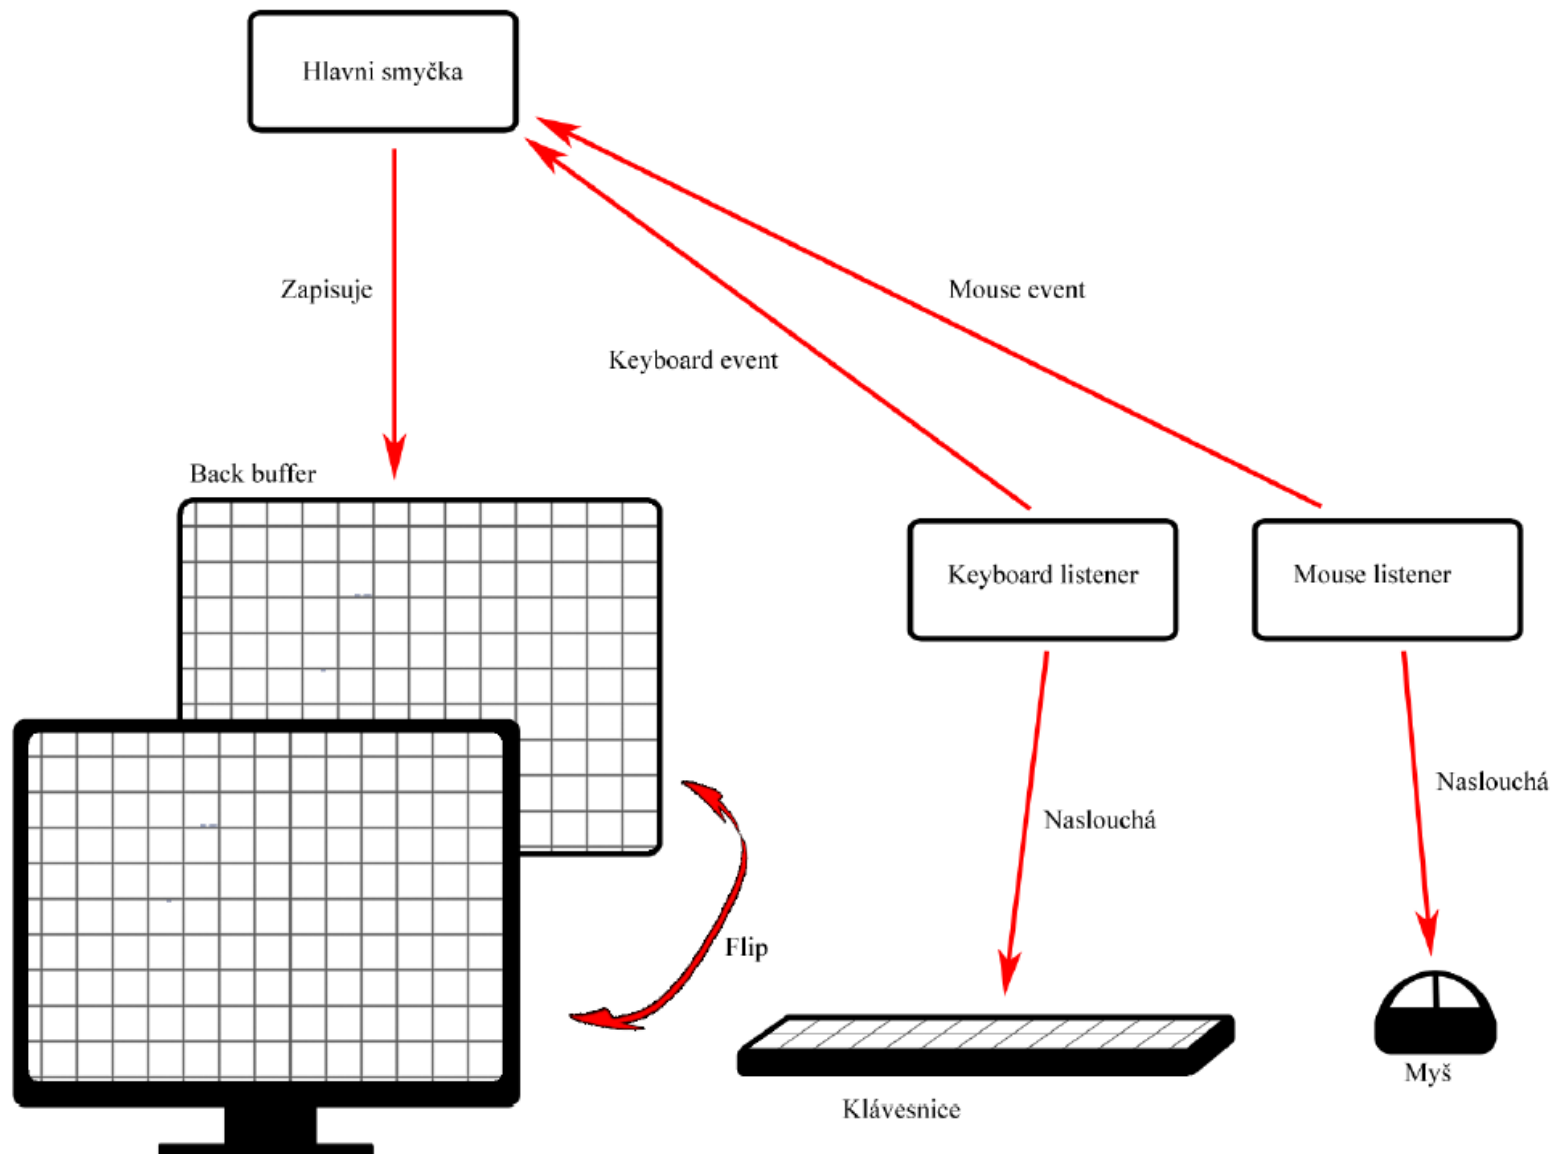 Hlavni smyčka
Zapisuje
Mouse event
Keyboard event
Back buffer
Keyboard listener
Mouse listener
Naslouchá
Naslouchá
Flip
Myš
Klávesnice